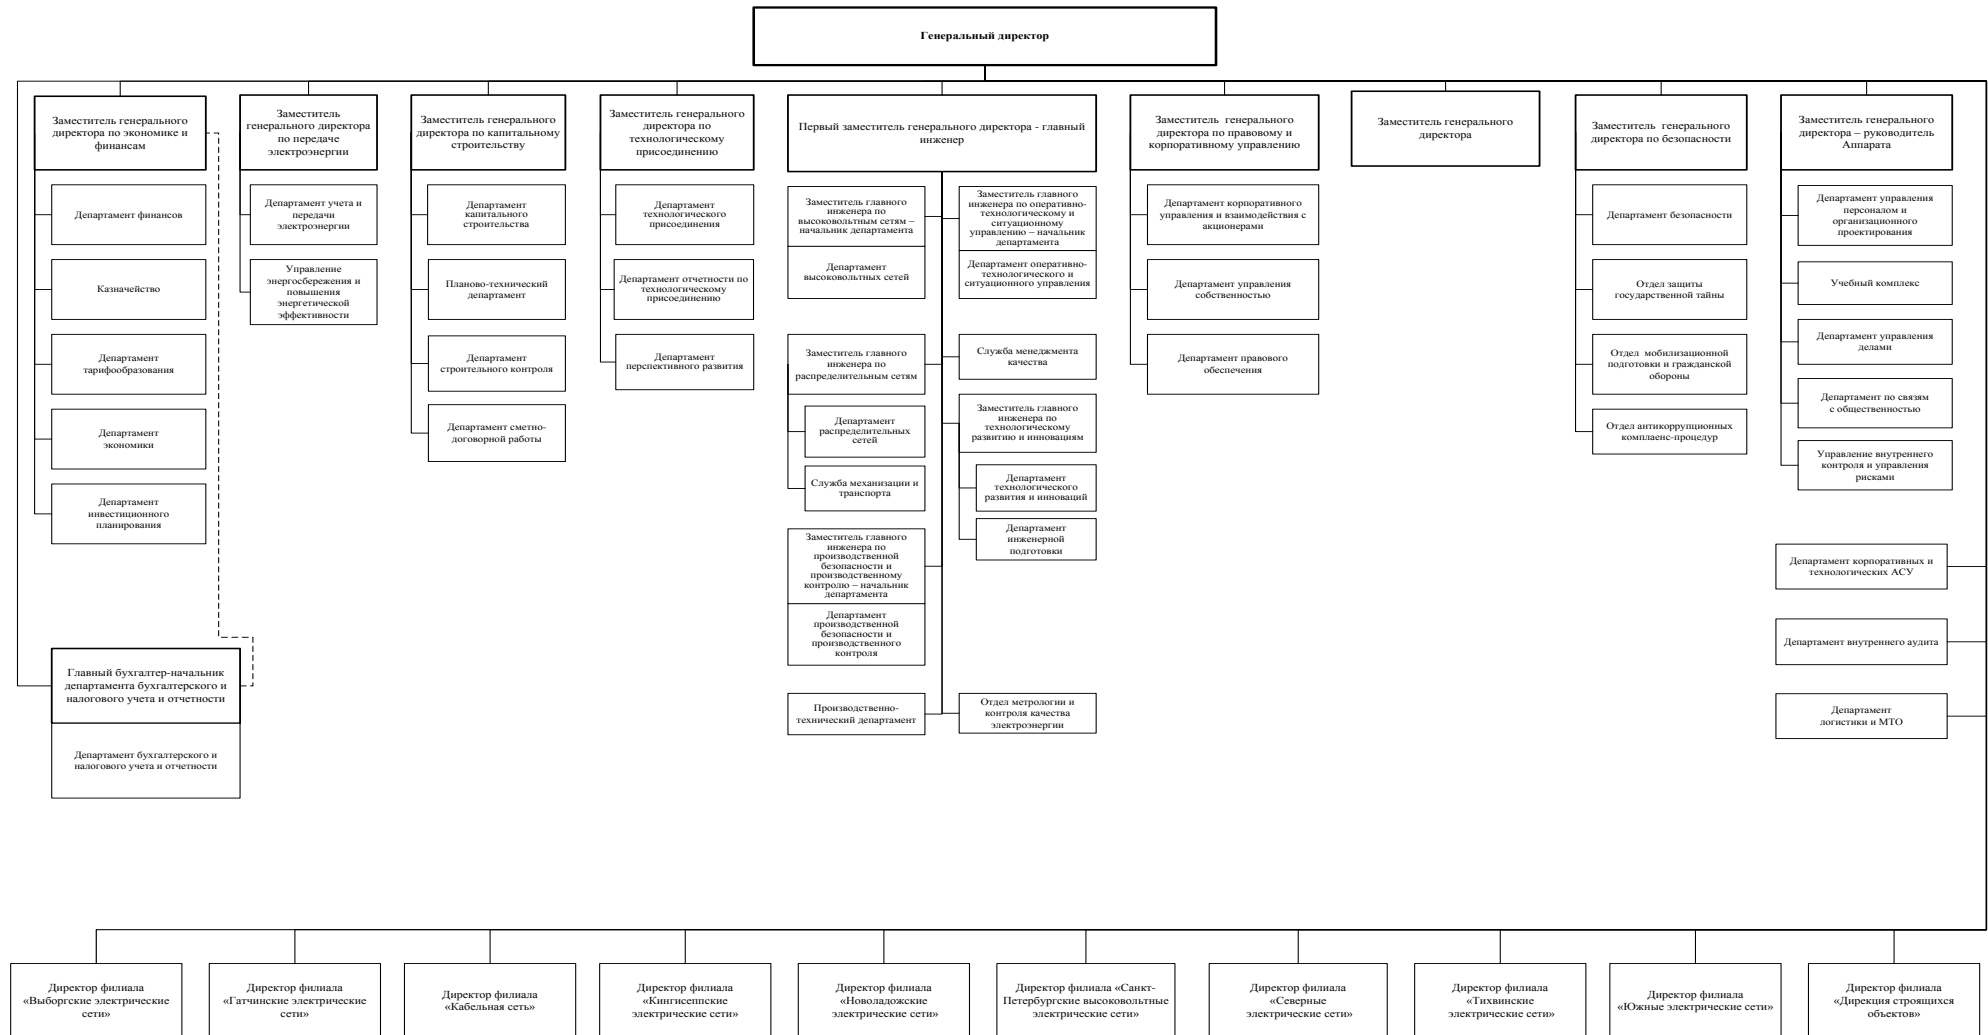 Генеральный директор
Заместитель генерального
директора по экономике и
финансам
Заместитель
генерального директора
по передаче
электроэнергии
Заместитель генерального
директора по капитальному
строительству
Заместитель генерального
директора по
технологическому
присоединению
Первый заместитель генерального директора - главный
инженер
Заместитель генерального
директора по правовому и
корпоративному управлению
Заместитель генерального
директора
Заместитель генерального
директора по безопасности
Заместитель генерального
директора – руководитель
Аппарата
Департамент финансов
Казначейство
Департамент
тарифообразования
Департамент
экономики
Департамент
инвестиционного
планирования
Главный бухгалтер-начальник
департамента бухгалтерского и
налогового учета и отчетности
Департамент бухгалтерского и
налогового учета и отчетности
Департамент учета и
передачи
электроэнергии
Управление
энергосбережения и
повышения
энергетической
эффективности
Департамент
капитального
строительства
Планово-технический
департамент
Департамент
строительного контроля
Департамент сметно-
договорной работы
Департамент
технологического
присоединения
Департамент отчетности по
технологическому
присоединению
Департамент
перспективного развития
Заместитель главного
инженера по
высоковольтным сетям –
начальник департамента
Департамент
высоковольтных сетей
Заместитель главного
инженера по
распределительным сетям
Департамент
распределительных
сетей
Служба механизации и
транспорта
Заместитель главного
инженера по
производственной
безопасности и
производственному
контролю – начальник
департамента
Департамент
производственной
безопасности и
производственного
контроля
Производственно-
технический департамент
Заместитель главного
инженера по оперативно-
технологическому и
ситуационному
управлению – начальник
департамента
Департамент оперативно-
технологического и
ситуационного управления
Служба менеджмента
качества
Заместитель главного
инженера по
технологическому
развитию и инновациям
Департамент
технологического
развития и инноваций
Департамент
инженерной
подготовки
Отдел метрологии и
контроля качества
электроэнергии
Департамент корпоративного
управления и взаимодействия с
акционерами
Департамент управления
собственностью
Департамент правового
обеспечения
Департамент безопасности
Отдел защиты
государственной тайны
Отдел мобилизационной
подготовки и гражданской
обороны
Отдел антикоррупционных
комплаенс-процедур
Департамент управления
персоналом и
организационного
проектирования
Учебный комплекс
Департамент управления
делами
Департамент по связям
с общественностью
Управление внутреннего
контроля и управления
рисками
Департамент корпоративных и
технологических АСУ
Департамент внутреннего аудита
Департамент
логистики и МТО
Директор филиала
«Выборгские электрические
сети»
Директор филиала
«Гатчинские электрические
сети»
Директор филиала
«Кабельная сеть»
Директор филиала
«Кингисеппские
электрические сети»
Директор филиала
«Новоладожские
электрические сети»
Директор филиала «Санкт-
Петербургские высоковольтные
электрические сети»
Директор филиала
«Северные
электрические сети»
Директор филиала
«Тихвинские
электрические сети»
Директор филиала
«Южные электрические сети»
Директор филиала
«Дирекция строящихся
объектов»